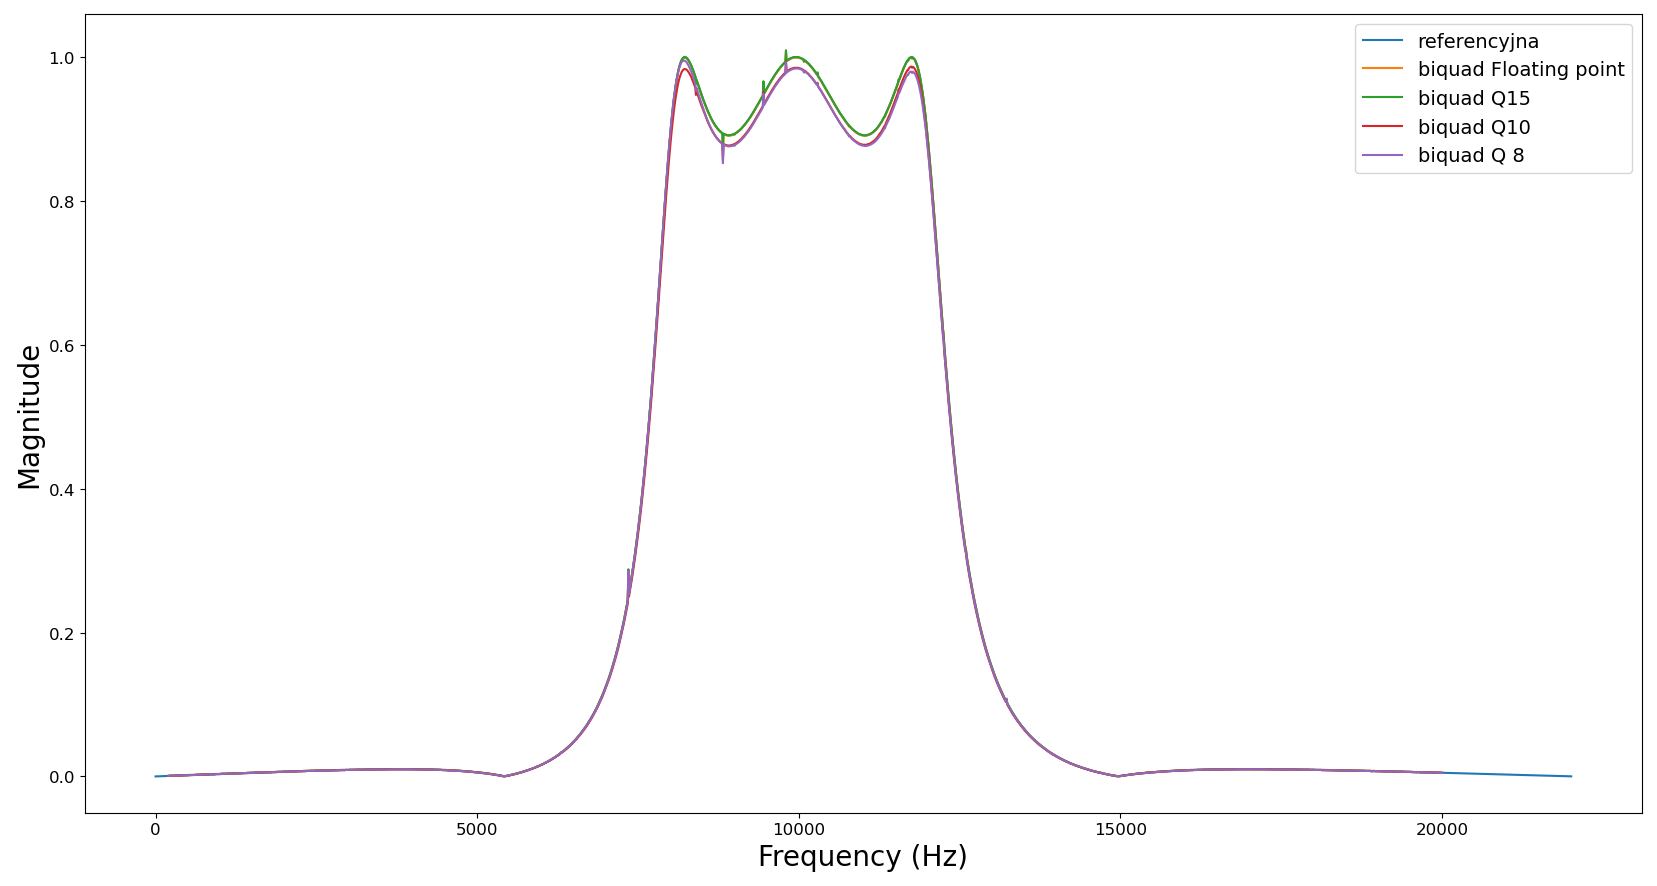 referencyjna
biquad Floating point
biquad Q15
biquad Q10
biquad Q 8
1.0
0.8
0.6
0.4
0.2
0.0
Magnitude
0 5000 10000 15000 20000
Frequency (Hz)